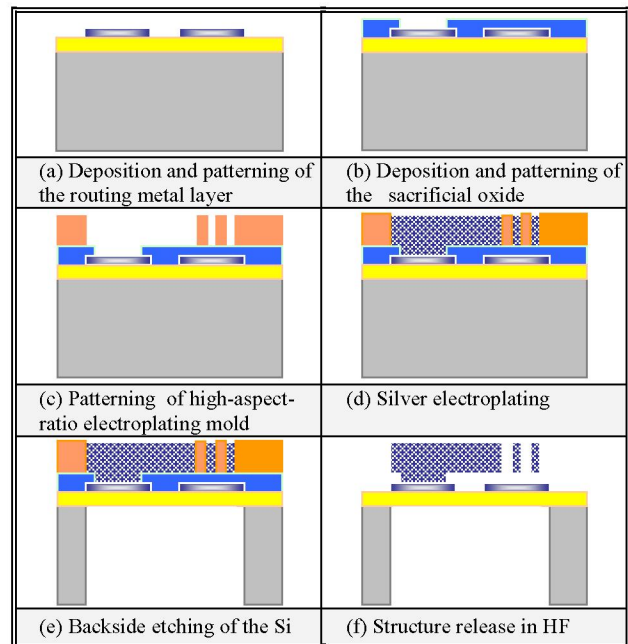 (a) Deposition and patterning of
the routing metal layer
(b) Deposition and patterning of
the sacrificial oxide
(c) Patterning of high-aspect-
ratio electroplating mold
(d) Silver electroplating
(e) Backside etching of the Si
(f) Structure release in HF